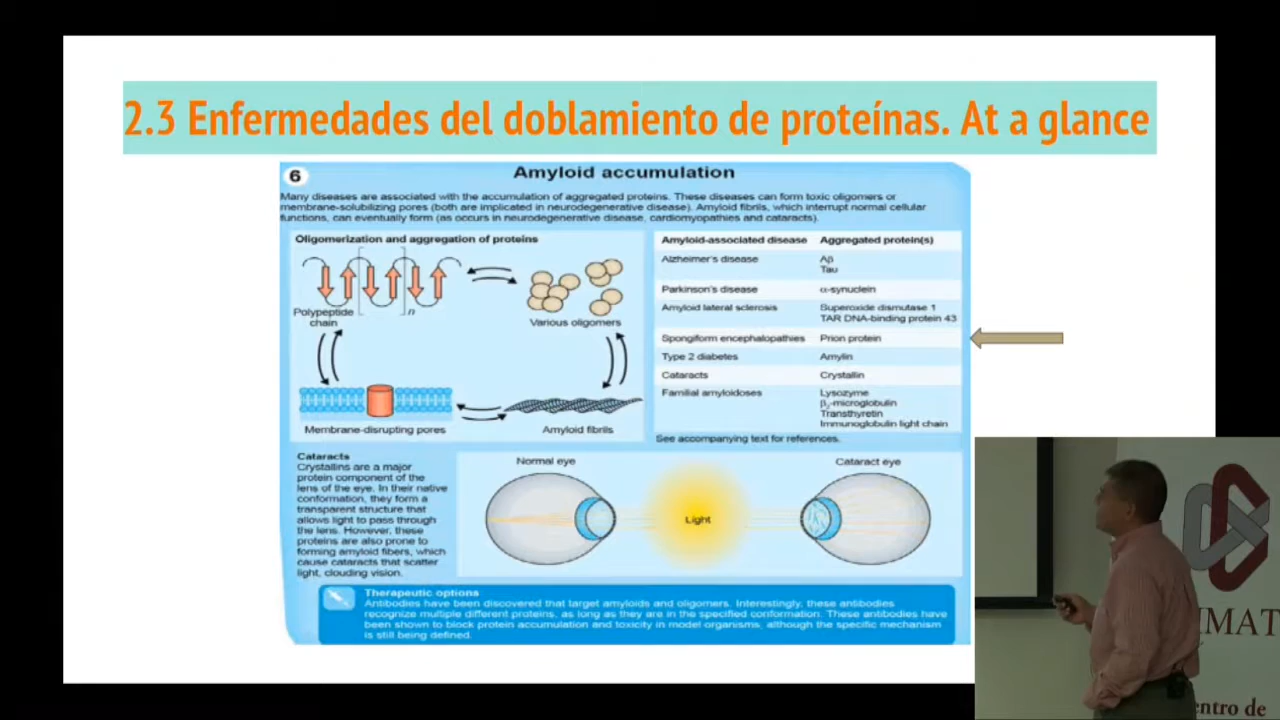 2.3 Enfermedades del doblamiento de proteínas. At a glance
6
Amyloid accumulation
Many diseases are associated with the accumulation of aggregated proteins. These diseases can form toxic oligomers or
membrane-solubilizing pores (both are implicated in neurodegenerative disease). Amyloid fibrils, which interrupt normal cellular
functions, can eventually form (as occurs in neurodegenerative disease, cardiomyopathies and cataracts).
Oligomerization and aggregation of proteins
n
Polypeptide
chain
Various oligomers
Membrane-disrupting pores
Amyloid fibrils
Amyloid-associated disease Aggregated protein(s)
Alzheimer's disease Aβ
Tau
Parkinson's disease α-synuclein
Amyloid lateral sclerosis Superoxide dismutase 1
TAR DNA-binding protein 43
Spongiform encephalopathies Prion protein
Type 2 diabetes Amylin
Cataracts Crystallin
Familial amyloidoses Lysozyme
β2-microglobulin
Transthyretin
Immunoglobulin light chain
See accompanying text for references.
Cataracts
Crystallins are a major
protein component of the
lens of the eye. In their native
conformation, they form a
transparent structure that
allows light to pass through
the lens. However, these
proteins are also prone to
forming amyloid fibers, which
cause cataracts that scatter
light, clouding vision.
Normal eye
Light
Cataract eye
Therapeutic options
Antibodies have been discovered that target amyloids and oligomers. Interestingly, these antibodies
recognize multiple different proteins, as long as they are in the specified conformation. These antibodies have
been shown to block protein accumulation and toxicity in model organisms, although the specific mechanism
is still being defined.
IMAT
entro de